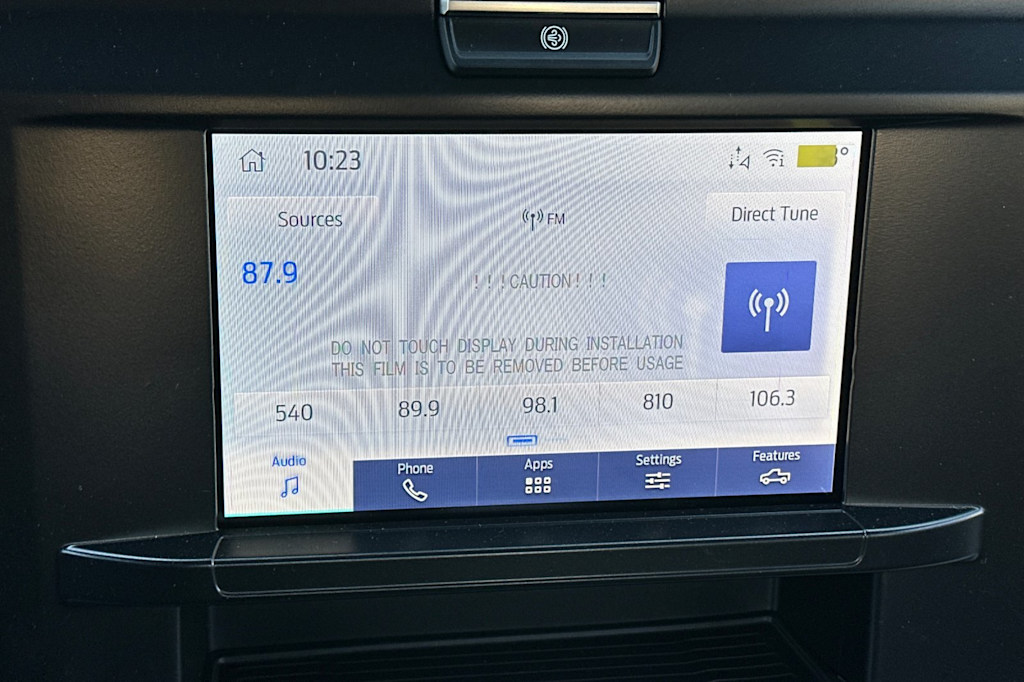 10:23
Sources
FM
Direct Tune
87.9
! ! ! CAUTION ! ! !
DO NOT TOUCH DISPLAY DURING INSTALLATION
THIS FILM IS TO BE REMOVED BEFORE USAGE
540 89.9 98.1 810 106.3
Audio Phone Apps Settings Features